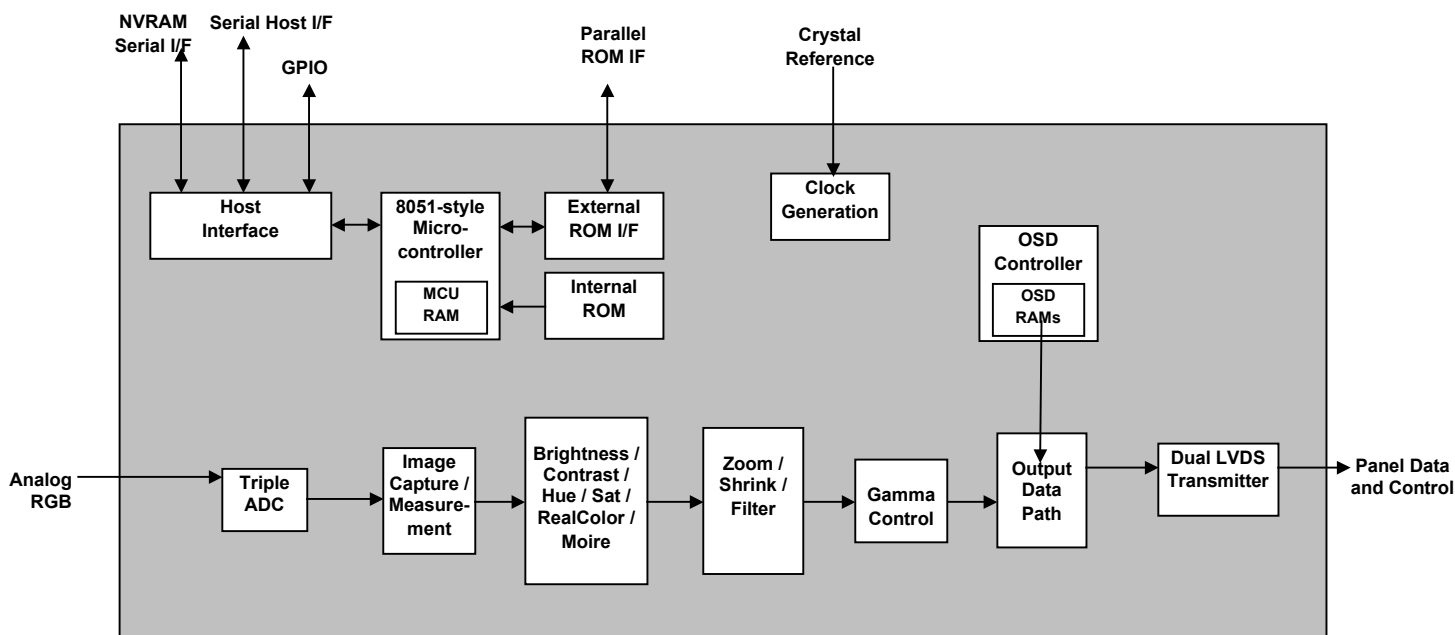 NVRAM
Serial I/F
Serial Host I/F
GPIO
Parallel
ROM IF
Crystal
Reference
Host
Interface
8051-style
Micro-
controller
MCU
RAM
External
ROM I/F
Internal
ROM
Clock
Generation
OSD
Controller
OSD
RAMs
Analog
RGB
Triple
ADC
Image
Capture /
Measure-
ment
Brightness /
Contrast /
Hue / Sat /
RealColor /
Moire
Zoom /
Shrink /
Filter
Gamma
Control
Output
Data
Path
Dual LVDS
Transmitter
Panel Data
and Control